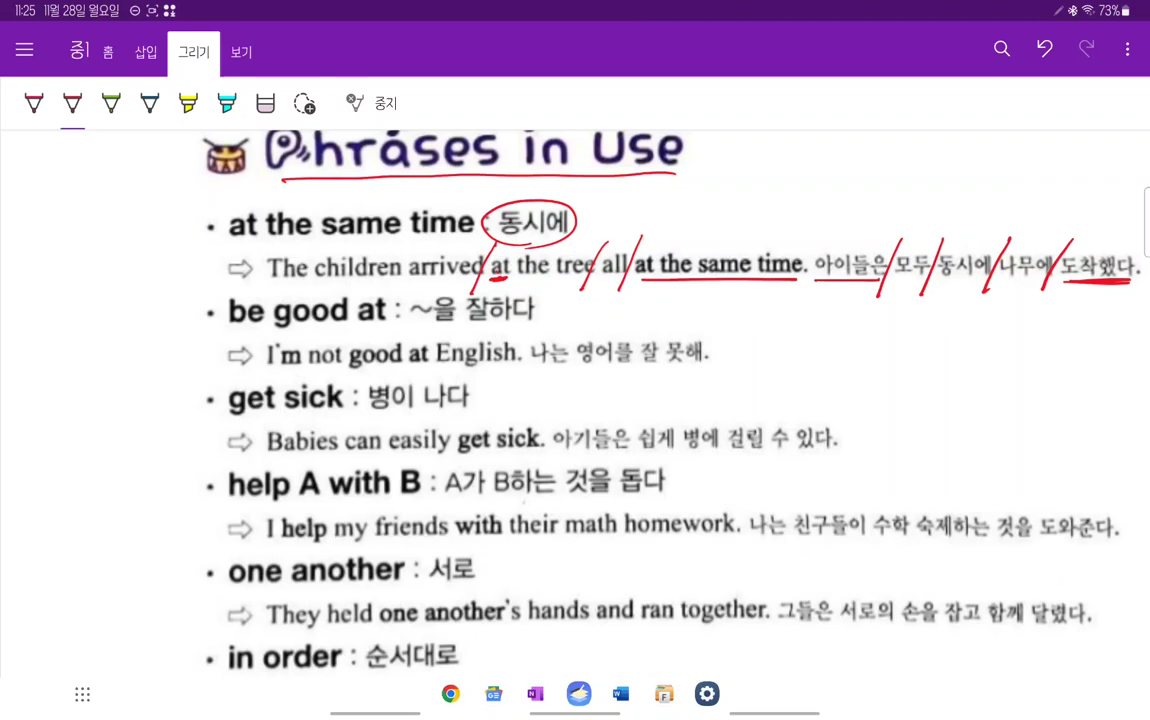 11:25 11월 28일 월요일 73%
중1 홈 삽입 그리기 보기
중지
Phrases in Use
• at the same time : 동시에
⇨ The children arrived at the tree all at the same time. 아이들은 모두 동시에 나무에 도착했다.
• be good at : ~을 잘하다
⇨ I'm not good at English. 나는 영어를 잘 못해.
• get sick : 병이 나다
⇨ Babies can easily get sick. 아기들은 쉽게 병에 걸릴 수 있다.
• help A with B : A가 B하는 것을 돕다
⇨ I help my friends with their math homework. 나는 친구들이 수학 숙제하는 것을 도와준다.
• one another : 서로
⇨ They held one another's hands and ran together. 그들은 서로의 손을 잡고 함께 달렸다.
• in order : 순서대로